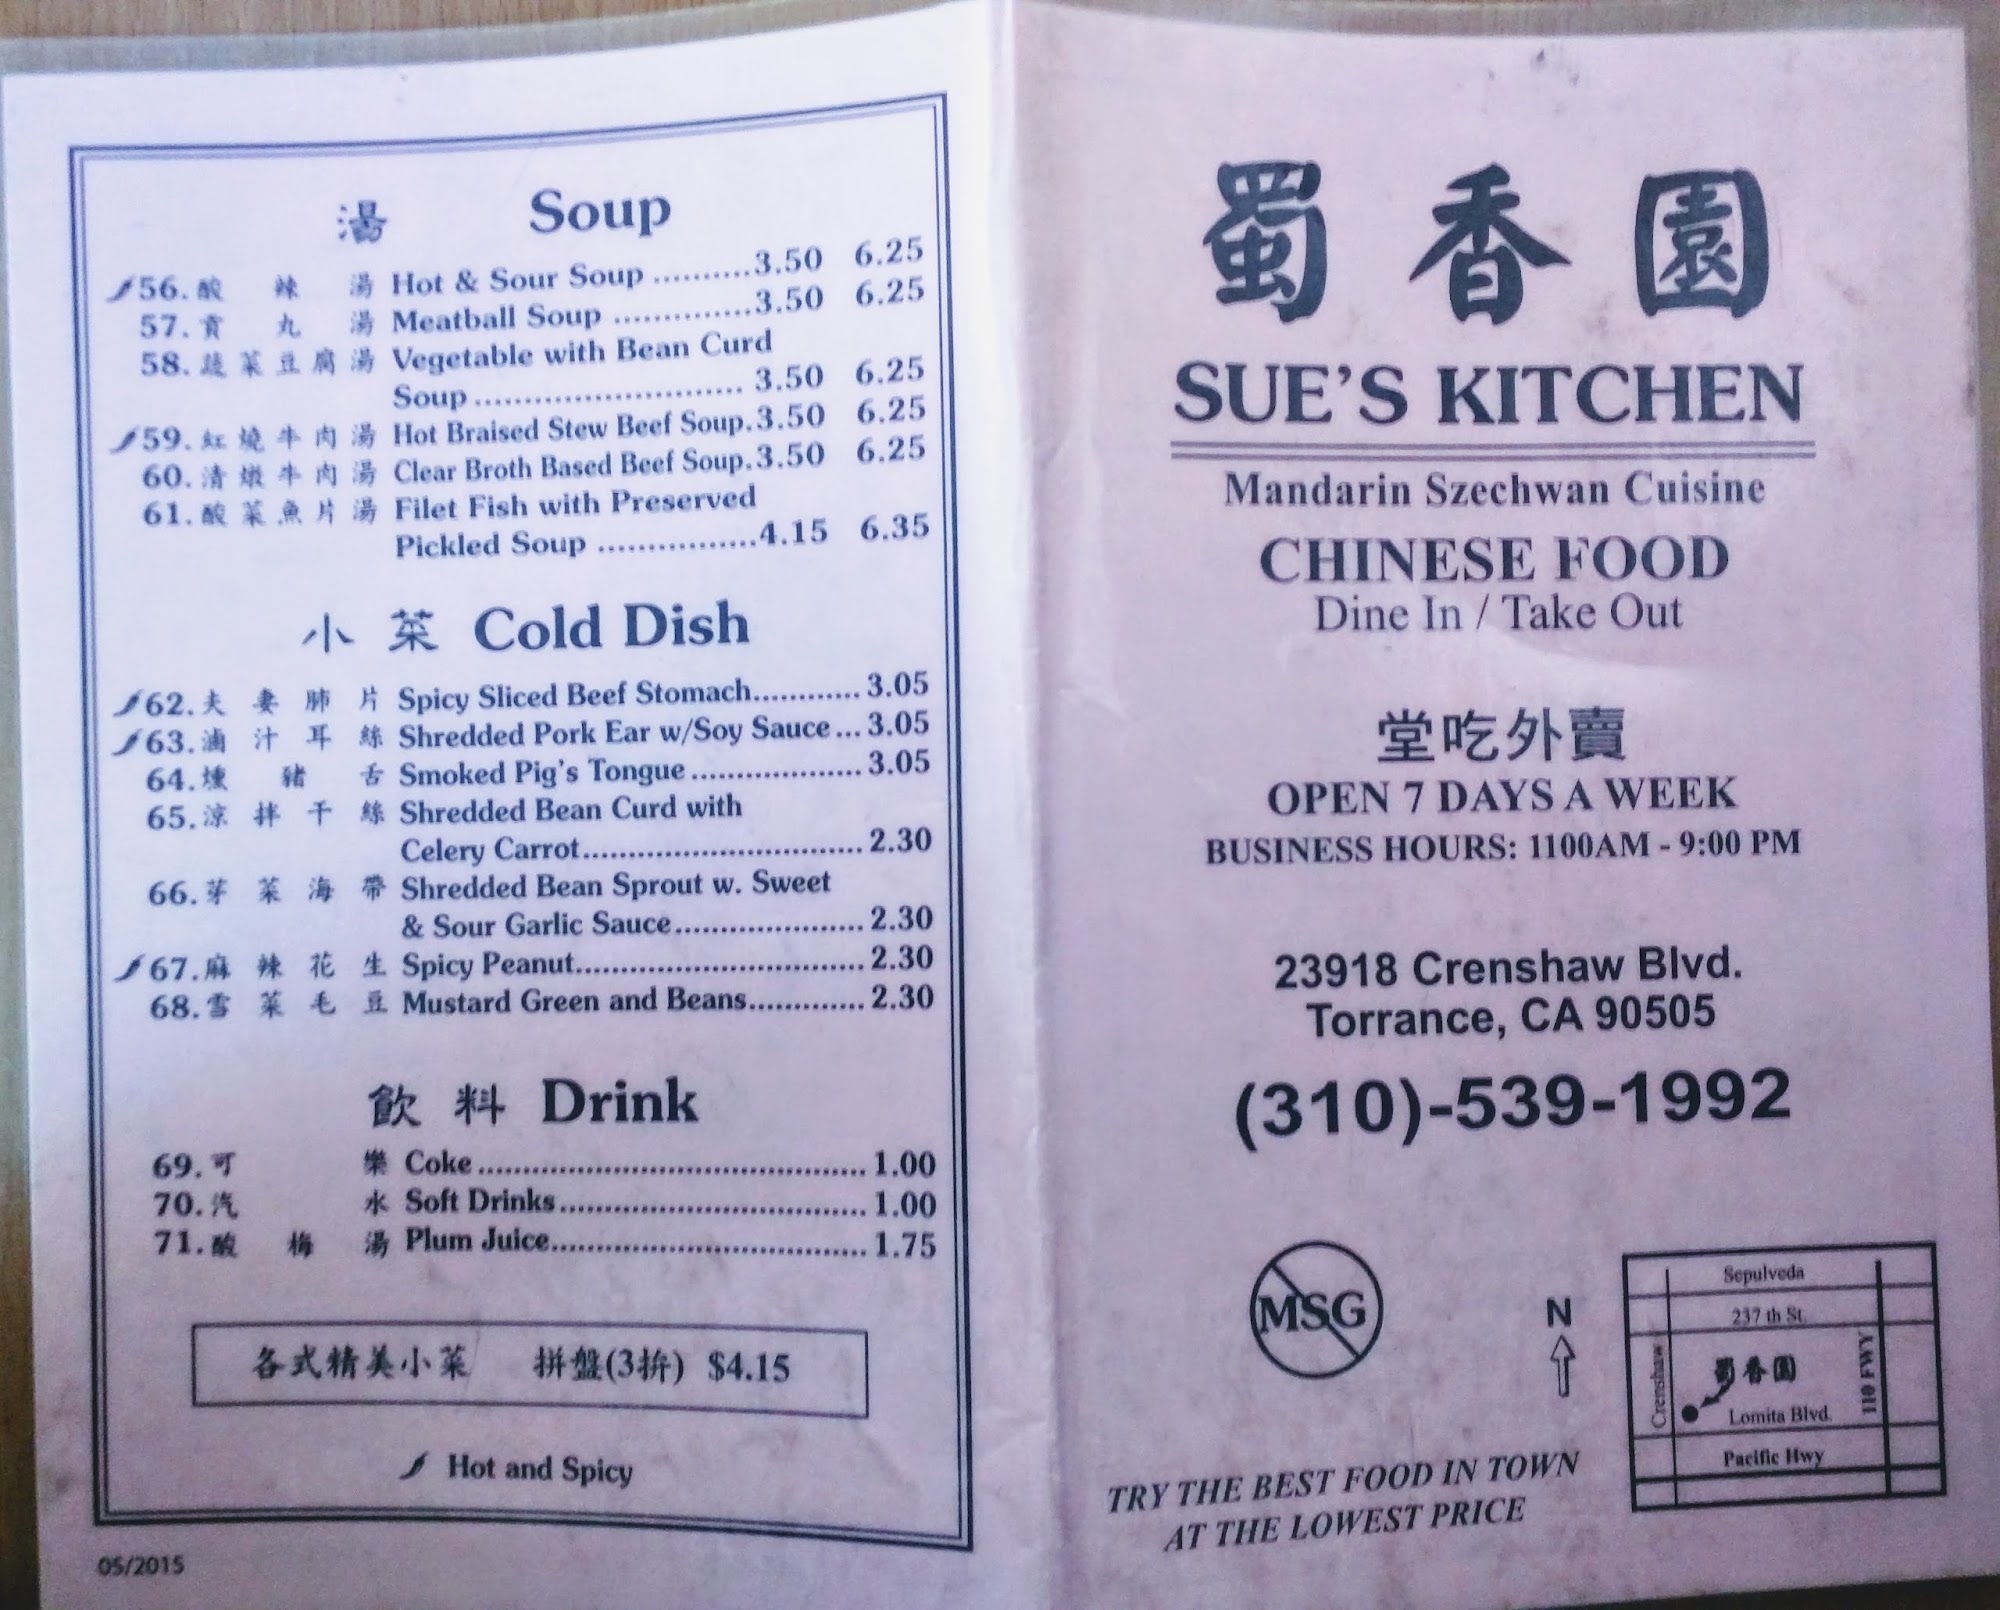 湯 Soup
56. 酸辣湯 Hot & Sour Soup ..........3.50 6.25
57. 貢丸湯 Meatball Soup ..............3.50 6.25
58. 蔬菜豆腐湯 Vegetable with Bean Curd
Soup .......................... 3.50 6.25
59. 紅燒牛肉湯 Hot Braised Stew Beef Soup.3.50 6.25
60. 清燉牛肉湯 Clear Broth Based Beef Soup.3.50 6.25
61. 酸菜魚片湯 Filet Fish with Preserved
Pickled Soup ................4.15 6.35
小菜 Cold Dish
62. 夫妻肺片 Spicy Sliced Beef Stomach............ 3.05
63. 滷汁耳絲 Shredded Pork Ear w/Soy Sauce ... 3.05
64. 燻豬舌 Smoked Pig's Tongue ................... 3.05
65. 涼拌干絲 Shredded Bean Curd with
Celery Carrot............................... 2.30
66. 芽菜海帶 Shredded Bean Sprout w. Sweet
& Sour Garlic Sauce..................... 2.30
67. 麻辣花生 Spicy Peanut................................ 2.30
68. 雪菜毛豆 Mustard Green and Beans............. 2.30
飲料 Drink
69. 可樂 Coke ........................................... 1.00
70. 汽水 Soft Drinks .................................. 1.00
71. 酸梅湯 Plum Juice................................... 1.75
各式精美小菜 拼盤(3拚) $4.15
Hot and Spicy
05/2015
蜀香園
SUE'S KITCHEN
Mandarin Szechwan Cuisine
CHINESE FOOD
Dine In / Take Out
堂吃外賣
OPEN 7 DAYS A WEEK
BUSINESS HOURS: 1100AM - 9:00 PM
23918 Crenshaw Blvd.
Torrance, CA 90505
(310)-539-1992
MSG
N
Sepulveda
237 th St.
Crenshaw
蜀香園
110 FWY
Lomita Blvd.
Pacific Hwy
TRY THE BEST FOOD IN TOWN
AT THE LOWEST PRICE